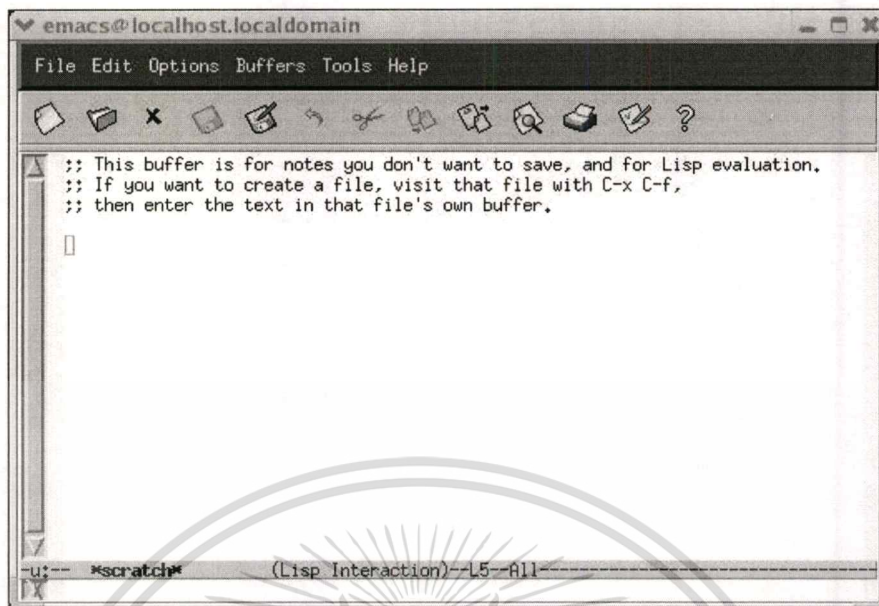 emacs@localhost.localdomain
File Edit Options Buffers Tools Help
;; This buffer is for notes you don't want to save, and for Lisp evaluation.
;; If you want to create a file, visit that file with C-x C-f,
;; then enter the text in that file's own buffer.
-u:-- *scratch* (Lisp Interaction)--L5--All----------------------------------------